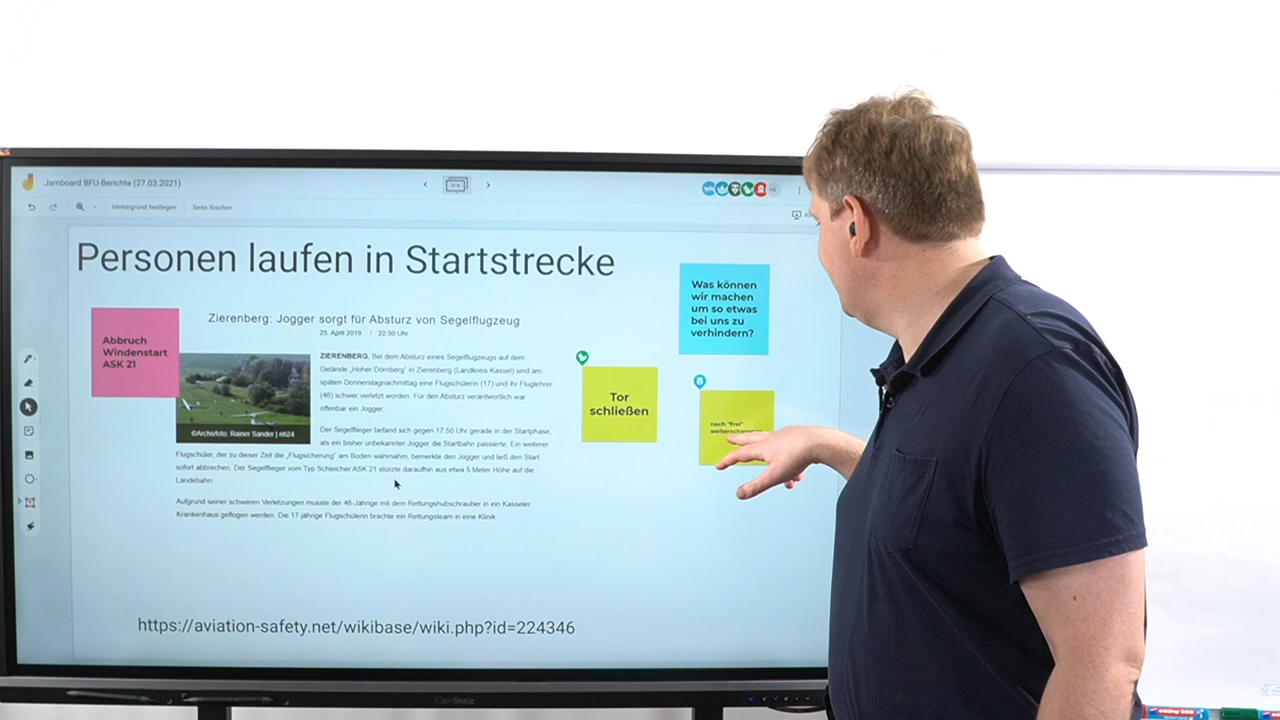 Jamboard BFU-Berichte (27.03.2021)
Hintergrund festlegen Seite löschen
Personen laufen in Startstrecke
Was können
wir machen
um so etwas
bei uns zu
verhindern?
Abbruch
Windenstart
ASK 21
Zierenberg: Jogger sorgt für Absturz von Segelflugzeug
25. April 2019 | 22:50 Uhr
ZIERENBERG. Bei dem Absturz eines Segelflugzeugs auf dem
Gelände „Hoher Dörnberg" in Zierenberg (Landkreis Kassel) sind am
späten Donnerstagnachmittag eine Flugschülerin (17) und ihr Fluglehrer
(46) schwer verletzt worden. Für den Absturz verantwortlich war
offenbar ein Jogger.
©Archivfoto: Rainer Sander | nh24
Der Segelflieger befand sich gegen 17:50 Uhr gerade in der Startphase,
als ein bisher unbekannter Jogger die Startbahn passierte. Ein weiterer
Flugschüler, der zu dieser Zeit die „Flugsicherung" am Boden wahrnahm, bemerkte den Jogger und ließ den Start
sofort abbrechen. Der Segelflieger vom Typ Schleicher ASK 21 stürzte daraufhin aus etwa 5 Meter Höhe auf die
Landebahn.
Aufgrund seiner schweren Verletzungen musste der 46-Jährige mit dem Rettungshubschrauber in ein Kasseler
Krankenhaus geflogen werden. Die 17-jährige Flugschülerin brachte ein Rettungsteam in eine Klinik.
Tor
schließen
nach "frei"
https://aviation-safety.net/wikibase/wiki.php?id=224346
ViewSonic
edding 360